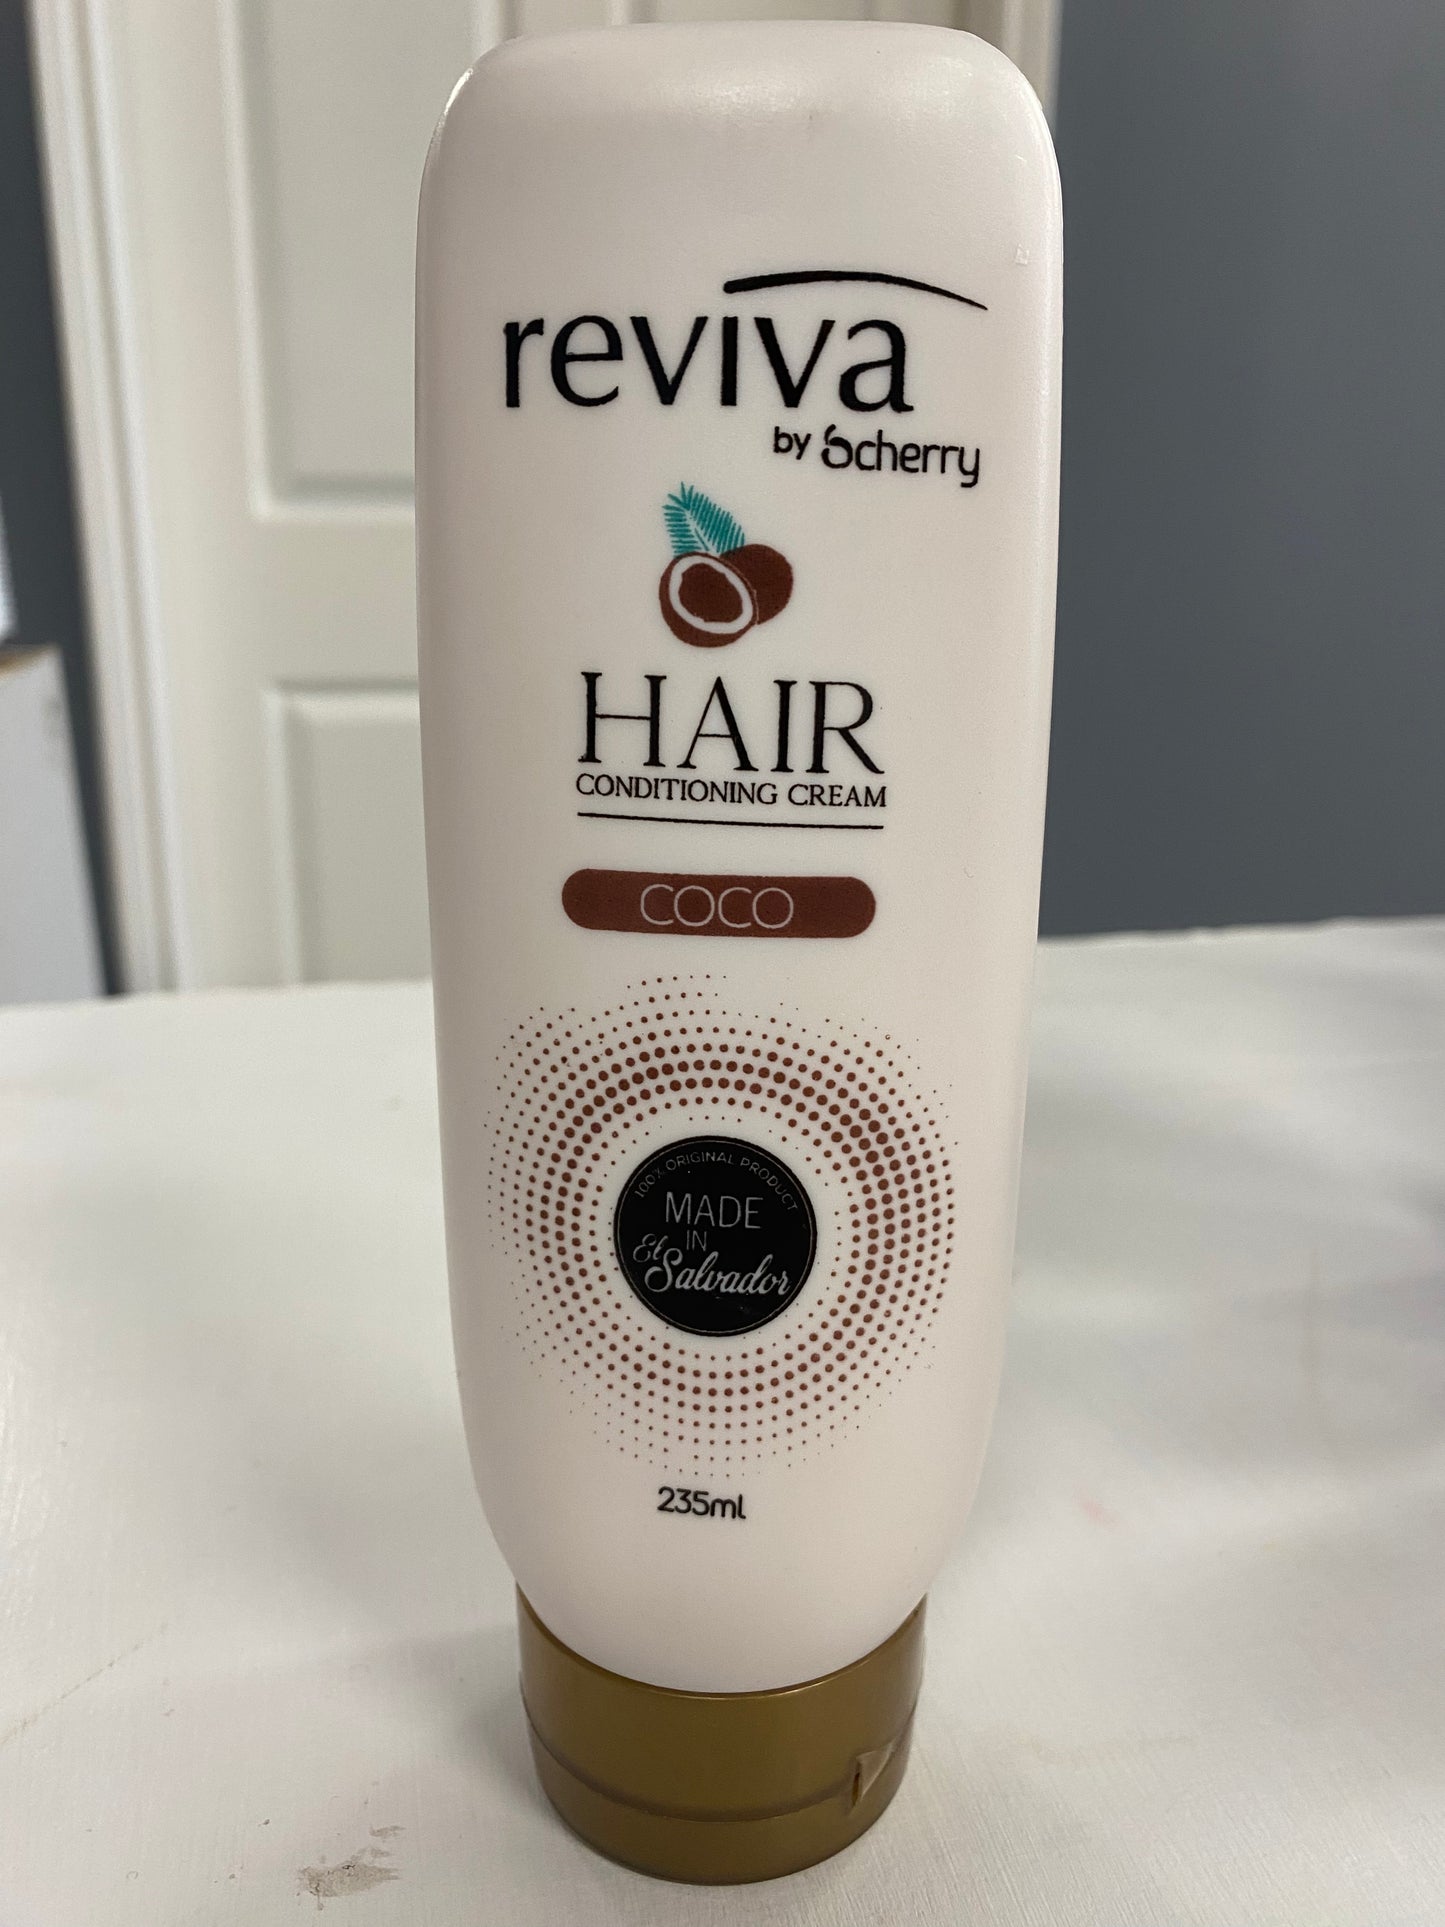 reviva
by Scherry
HAIR
CONDITIONING CREAM
COCO
100% ORIGINAL PRODUCT
MADE
IN
El
Salvador
235ml